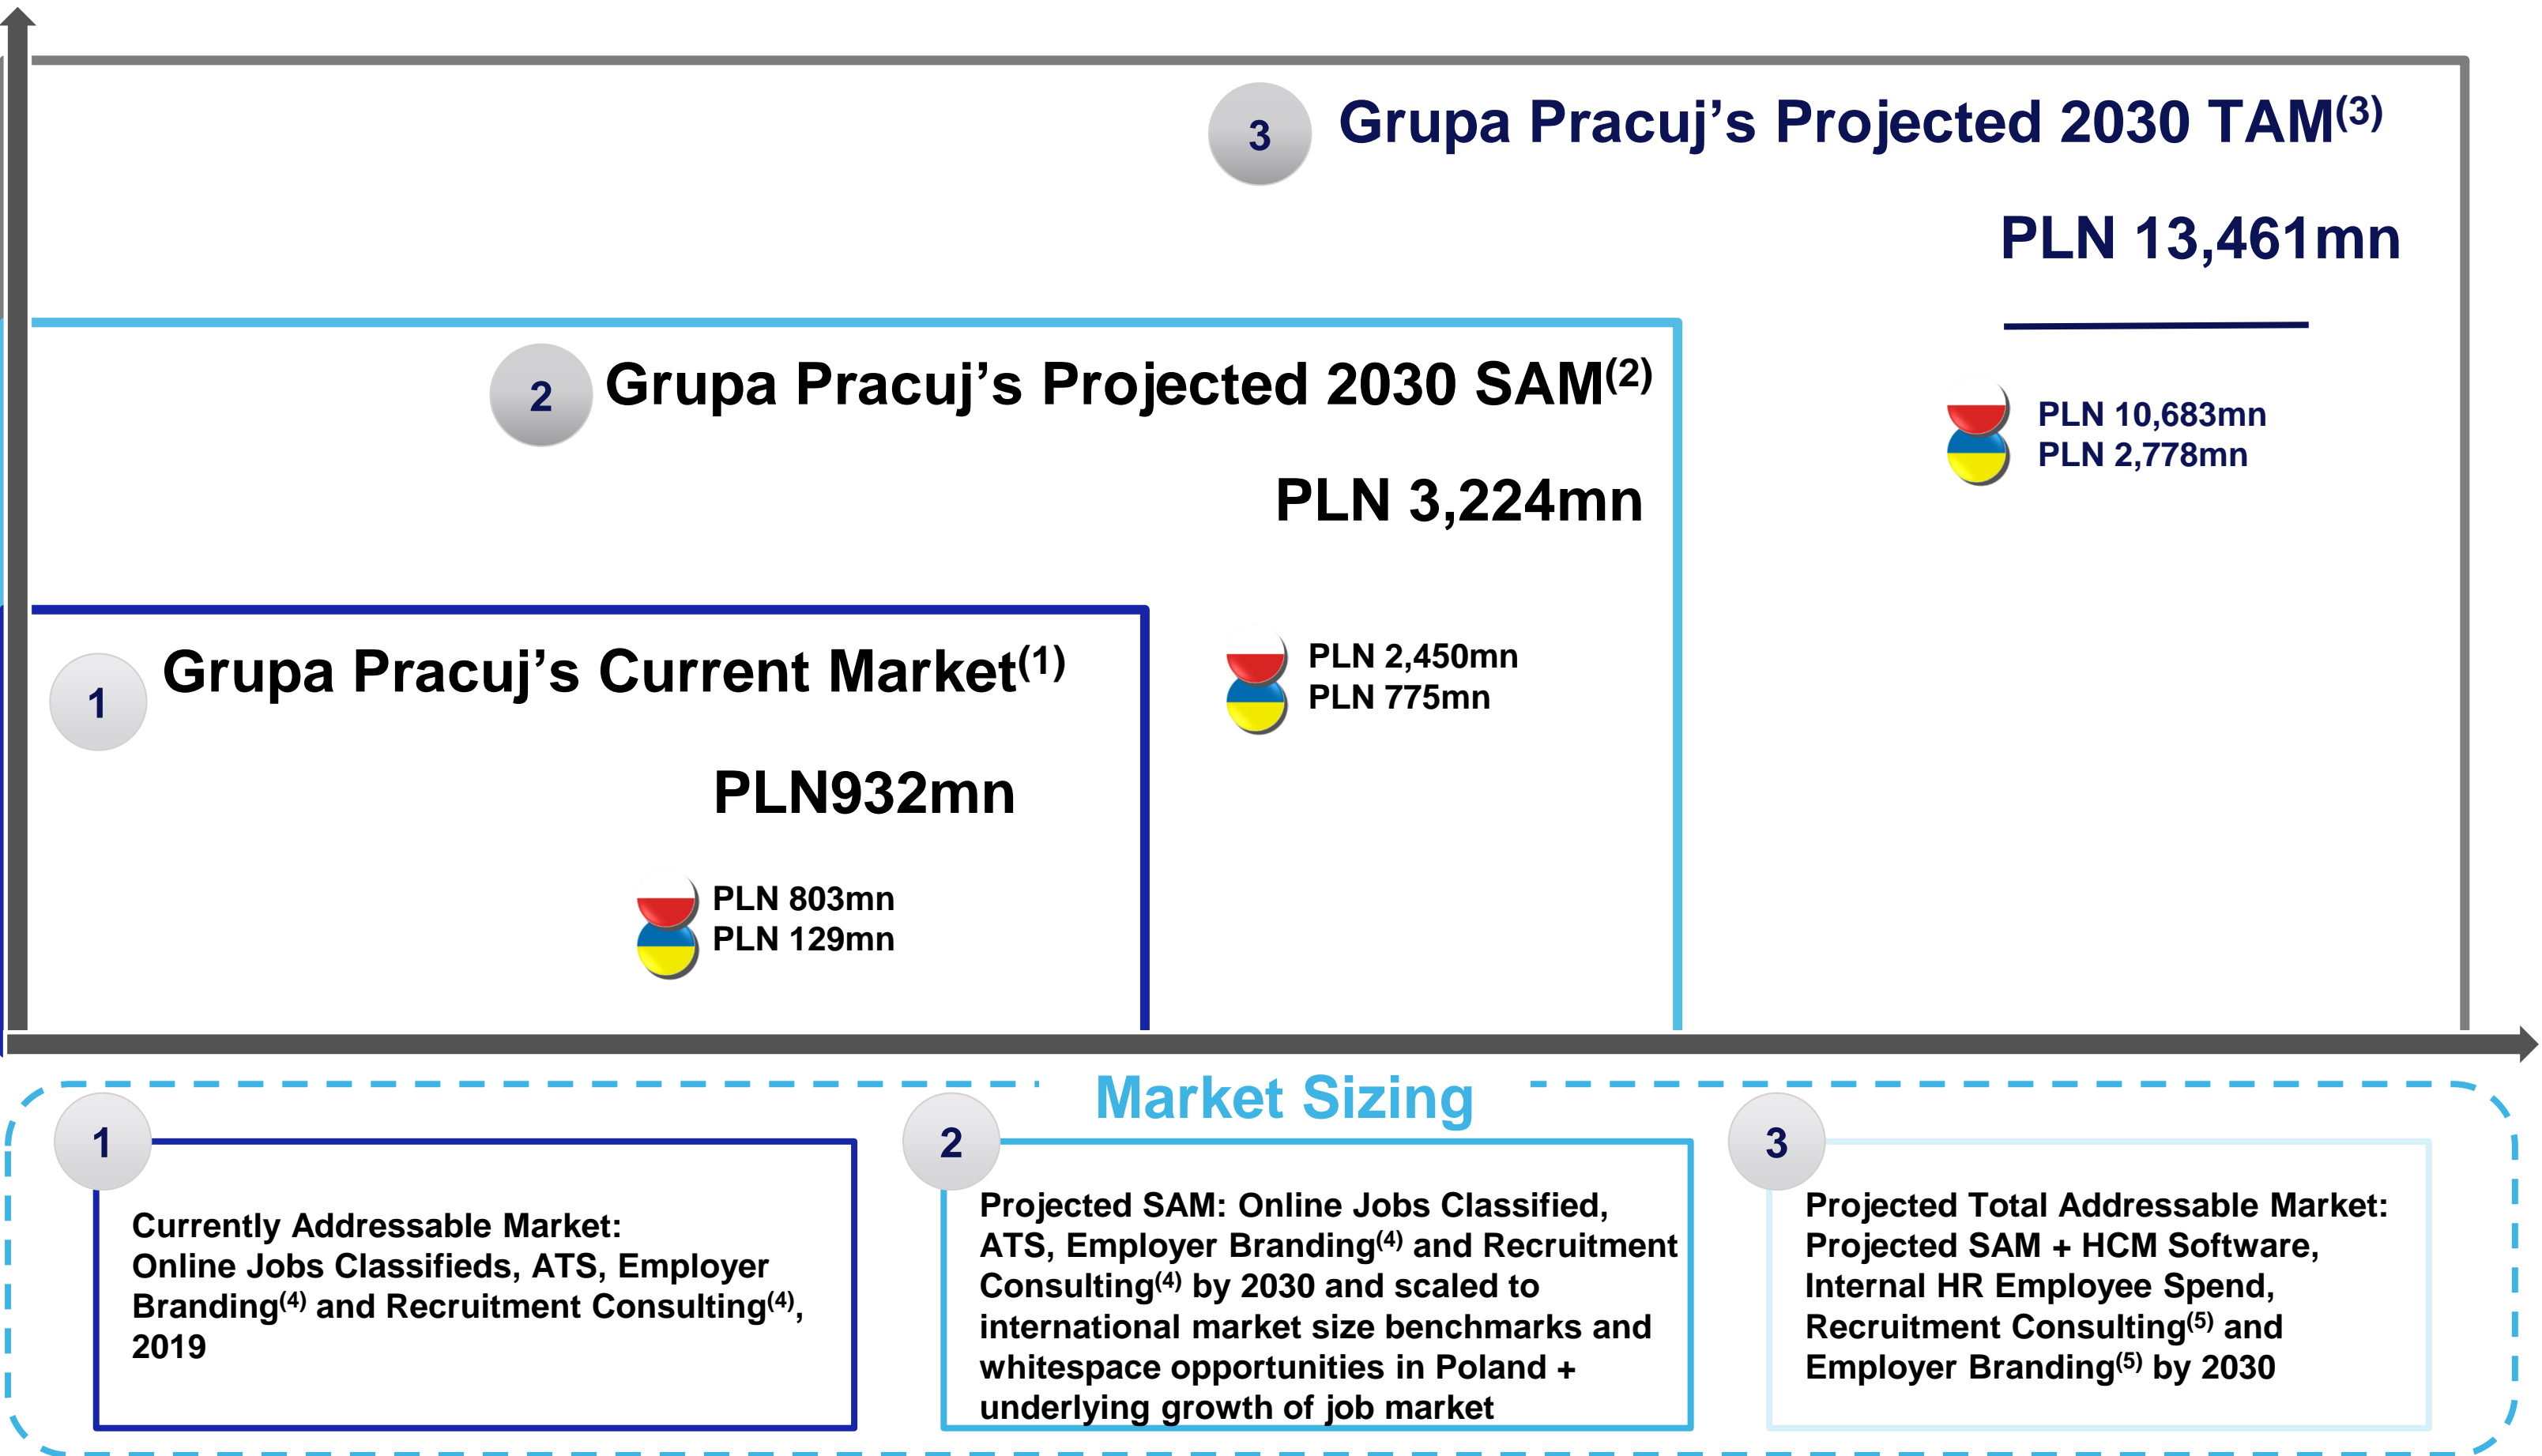 3
Grupa Pracuj’s Projected 2030 TAM(3)
PLN 13,461mn
PLN 10,683mn
PLN 2,778mn
2
Grupa Pracuj’s Projected 2030 SAM(2)
PLN 3,224mn
PLN 2,450mn
PLN 775mn
1
Grupa Pracuj’s Current Market(1)
PLN932mn
PLN 803mn
PLN 129mn
Market Sizing
1
Currently Addressable Market:
Online Jobs Classifieds, ATS, Employer
Branding(4) and Recruitment Consulting(4),
2019
2
Projected SAM: Online Jobs Classified,
ATS, Employer Branding(4) and Recruitment
Consulting(4) by 2030 and scaled to
international market size benchmarks and
whitespace opportunities in Poland +
underlying growth of job market
3
Projected Total Addressable Market:
Projected SAM + HCM Software,
Internal HR Employee Spend,
Recruitment Consulting(5) and
Employer Branding(5) by 2030